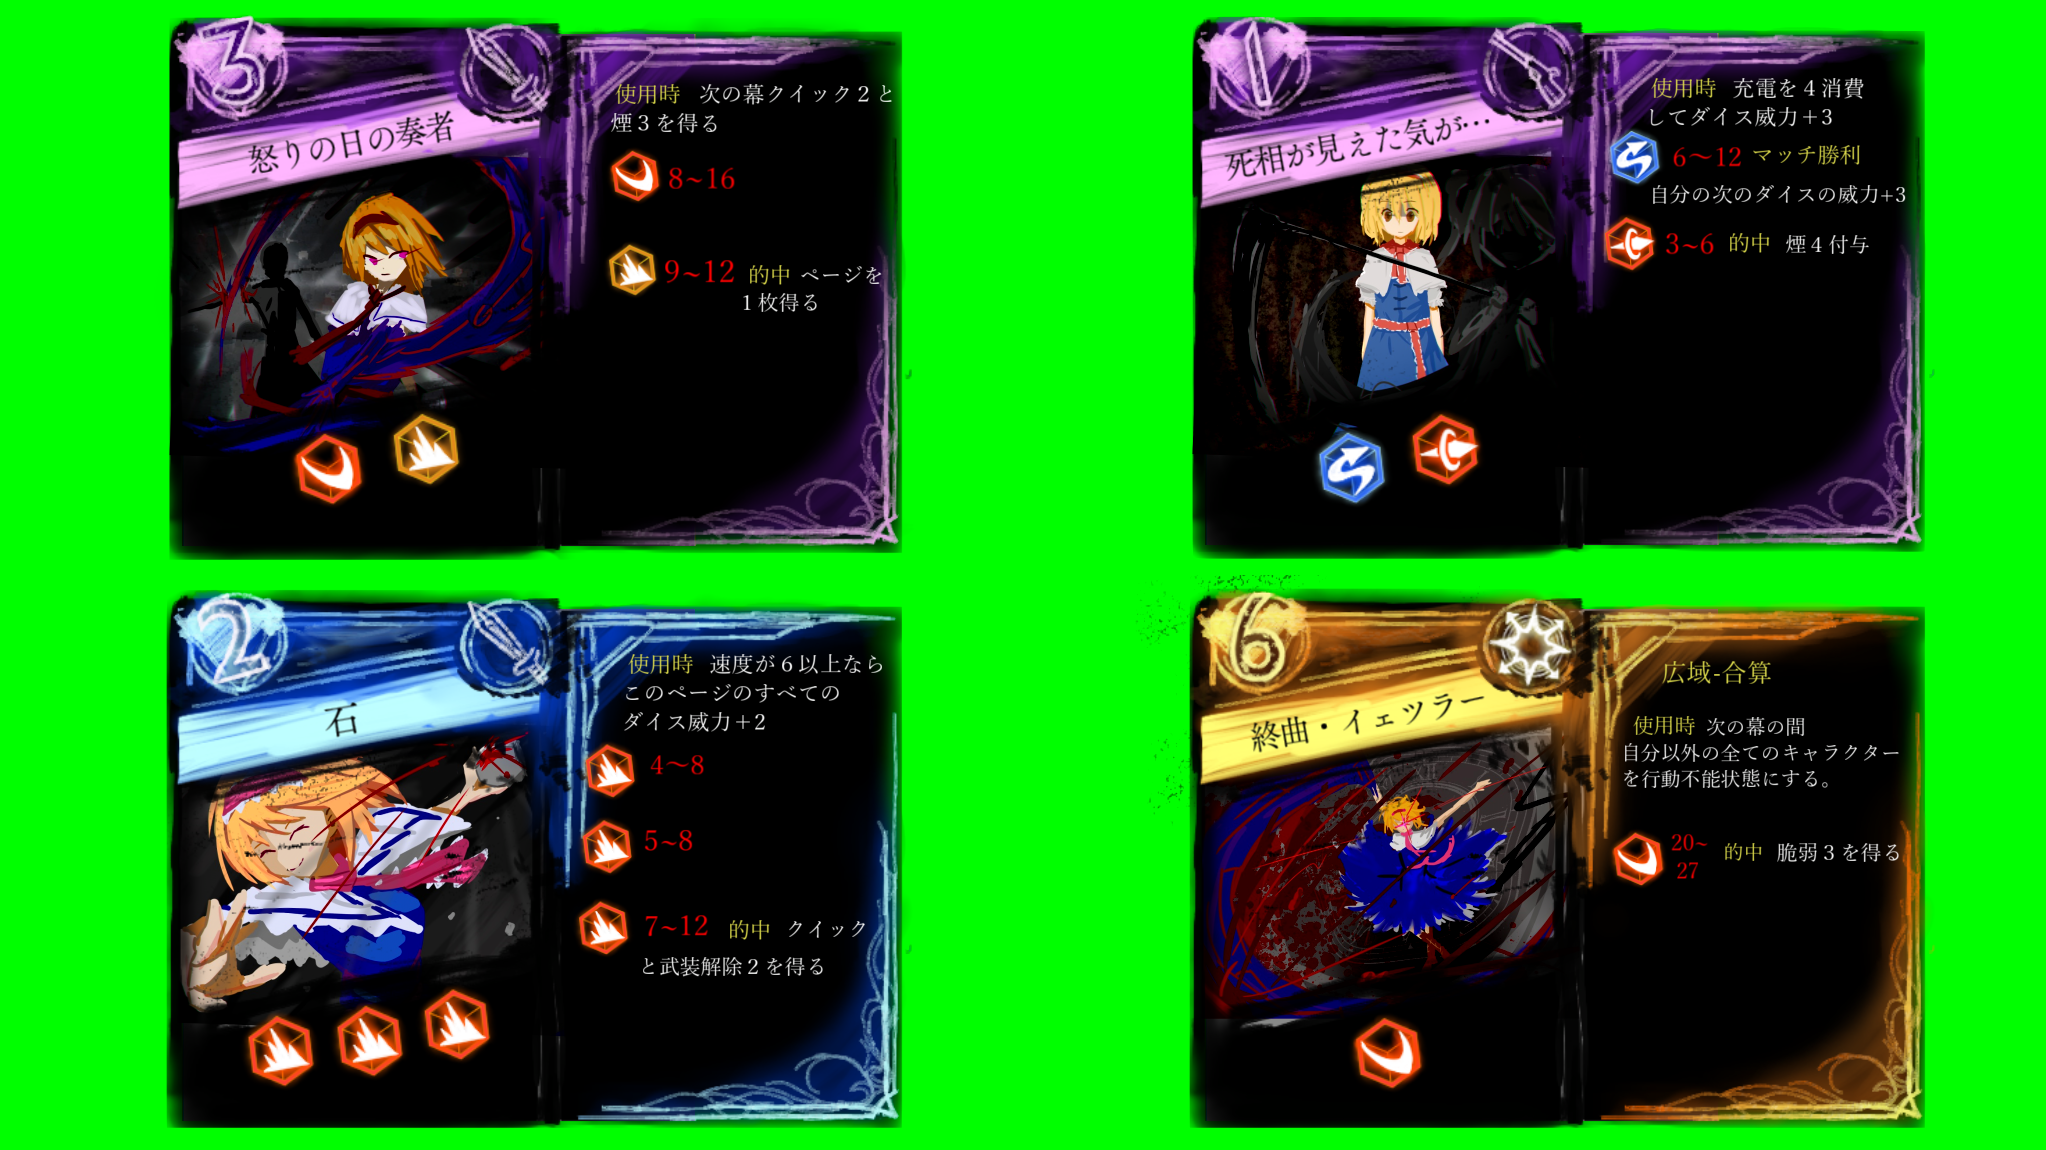 3
怒りの日の奏者
使用時 次の幕クイック2と
煙3を得る
8~16
9~12 的中 ページを
1枚得る
1
死相が見えた気が…
使用時 充電を4消費
してダイス威力+3
6～12 マッチ勝利
自分の次のダイスの威力+3
3~6 的中 煙4付与
2
石
使用時 速度が6以上なら
このページのすべての
ダイス威力+2
4～8
5~8
7~12 的中 クイック
と武装解除2を得る
6
終曲・イェツラー
広域-合算
使用時 次の幕の間
自分以外の全てのキャラクター
を行動不能状態にする。
20~
27
的中 脆弱3を得る